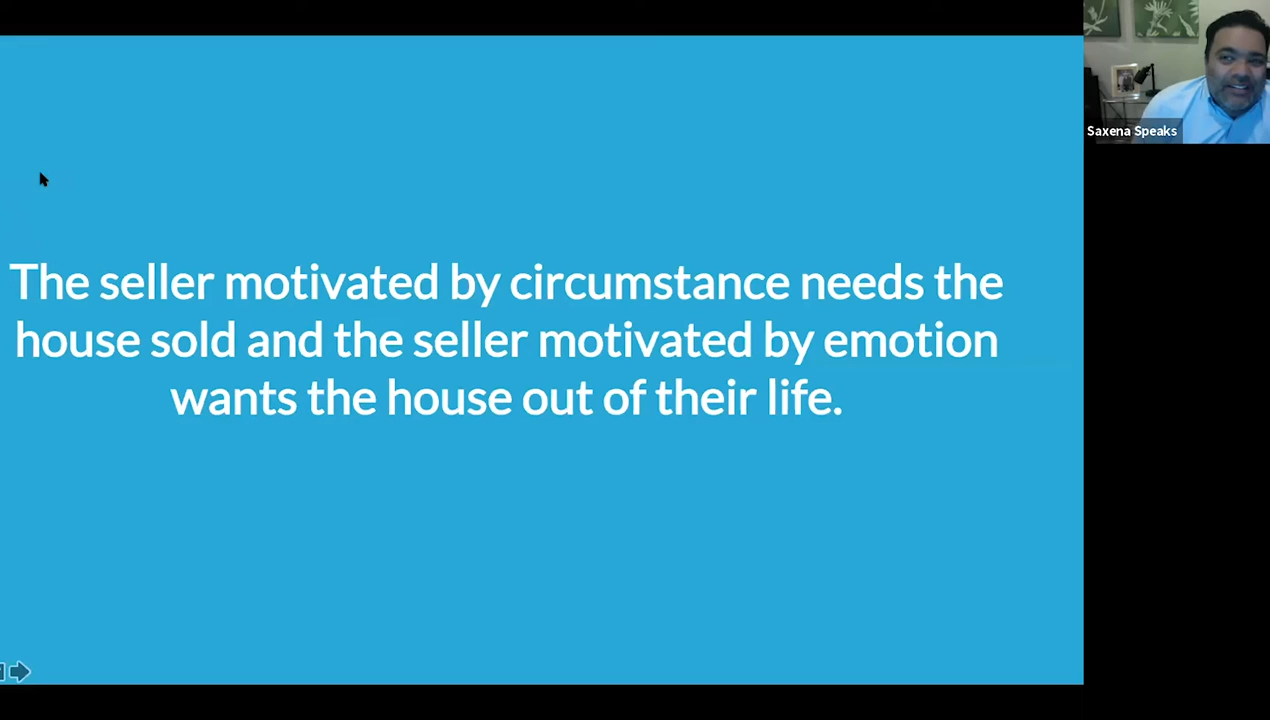 The seller motivated by circumstance needs the
house sold and the seller motivated by emotion
wants the house out of their life.
Saxena Speaks